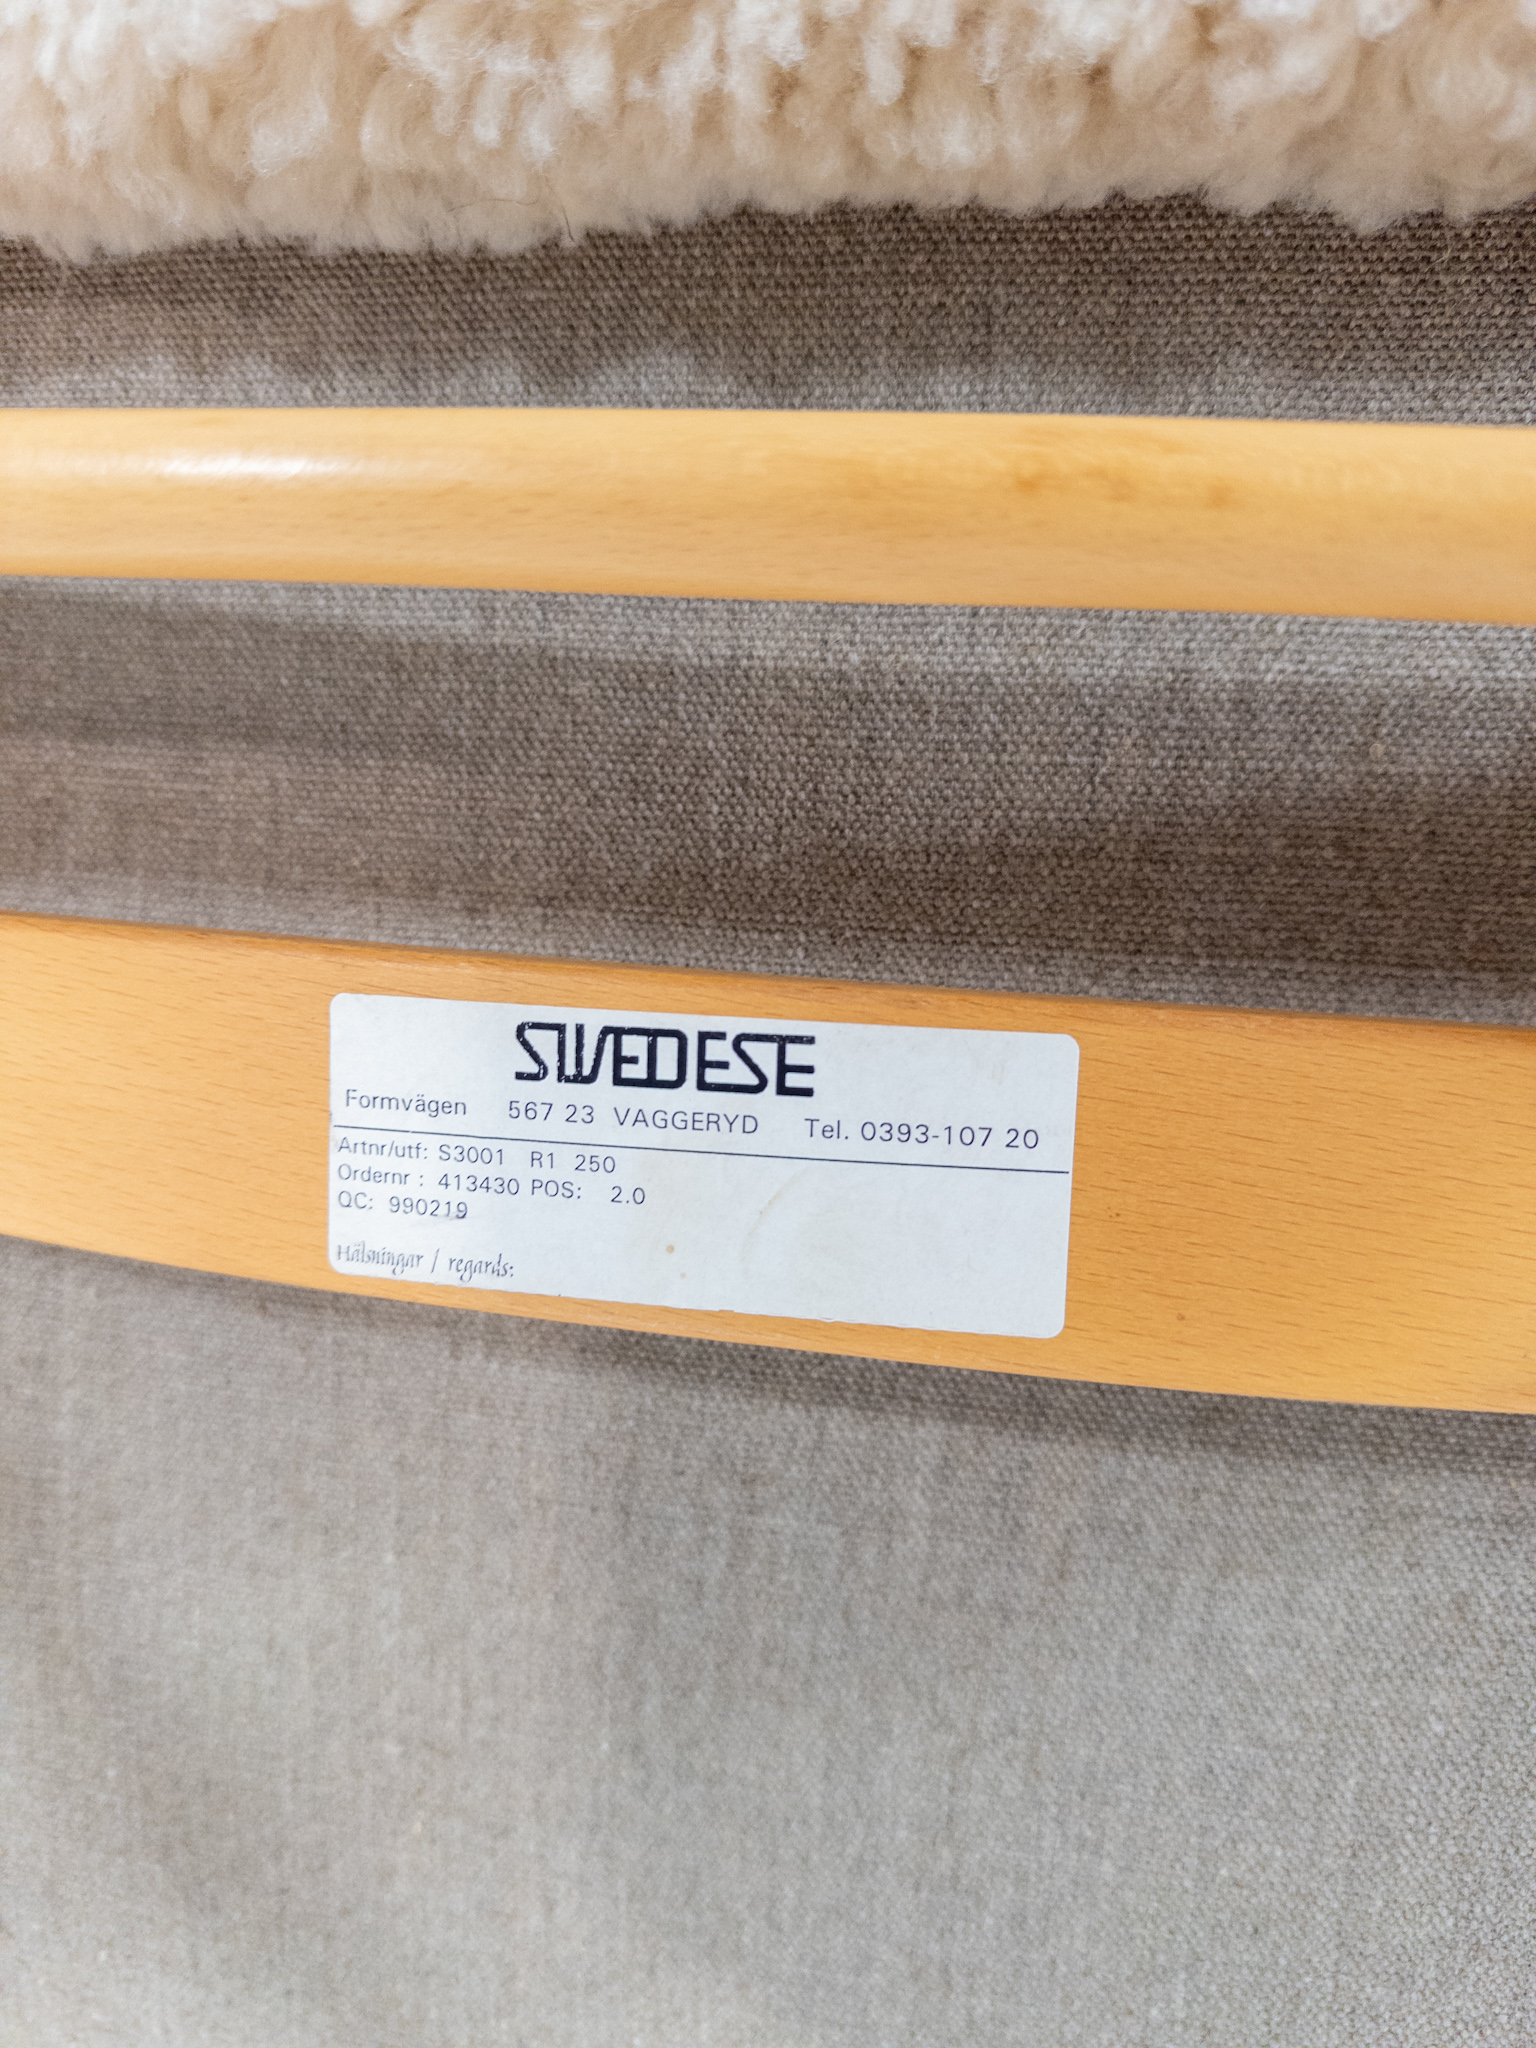 SWEDESE
Formvägen 567 23 VAGGERYD Tel. 0393-107 20
Artnr/utf: S3001 R1 250
Ordernr : 413430 POS: 2.0
QC: 990219
Hälsningar / regards: